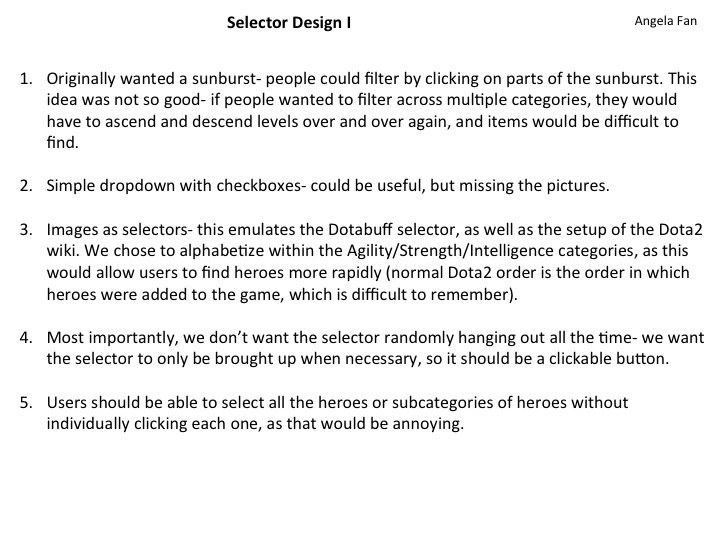 Selector Design I
Angela Fan
1. Originally wanted a sunburst- people could filter by clicking on parts of the sunburst. This
idea was not so good- if people wanted to filter across multiple categories, they would
have to ascend and descend levels over and over again, and items would be difficult to
find.
2. Simple dropdown with checkboxes- could be useful, but missing the pictures.
3. Images as selectors- this emulates the Dotabuff selector, as well as the setup of the Dota2
wiki. We chose to alphabetize within the Agility/Strength/Intelligence categories, as this
would allow users to find heroes more rapidly (normal Dota2 order is the order in which
heroes were added to the game, which is difficult to remember).
4. Most importantly, we don’t want the selector randomly hanging out all the time- we want
the selector to only be brought up when necessary, so it should be a clickable button.
5. Users should be able to select all the heroes or subcategories of heroes without
individually clicking each one, as that would be annoying.